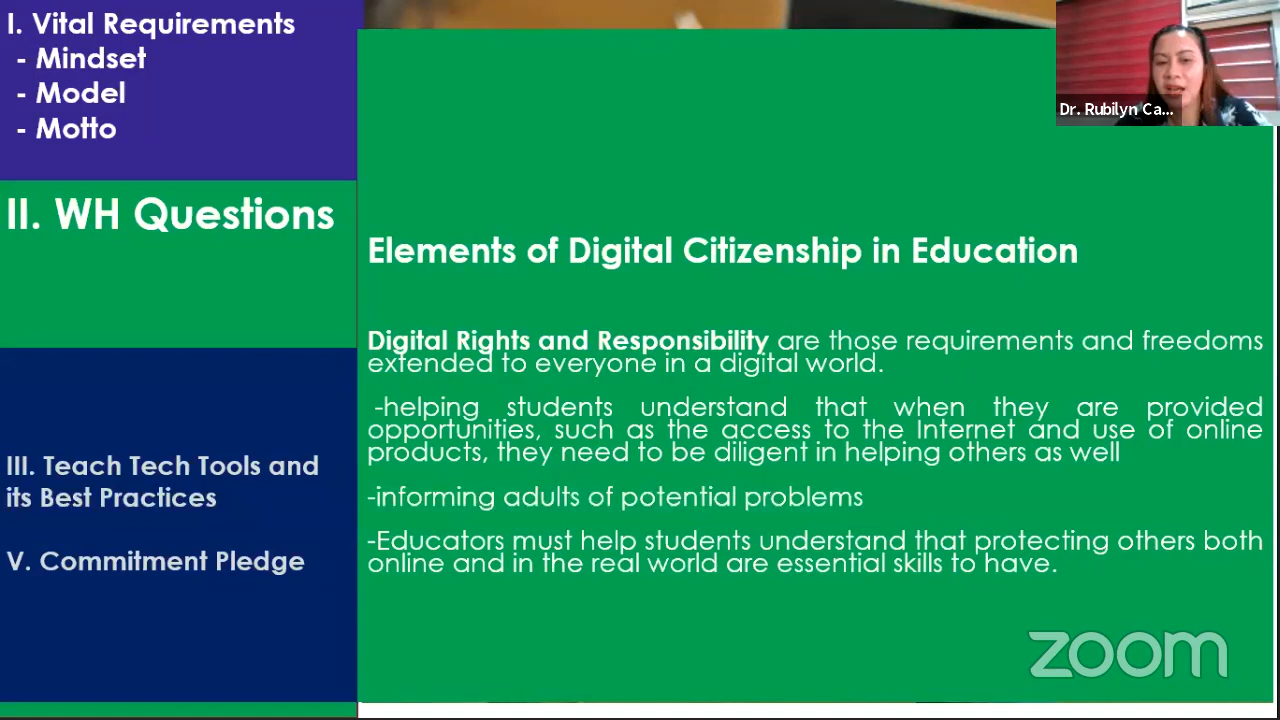 I. Vital Requirements
- Mindset
- Model
- Motto
II. WH Questions
III. Teach Tech Tools and
its Best Practices
V. Commitment Pledge
Dr. Rubilyn Ca...
Elements of Digital Citizenship in Education
Digital Rights and Responsibility are those requirements and freedoms
extended to everyone in a digital world.
-helping students understand that when they are provided
opportunities, such as the access to the Internet and use of online
products, they need to be diligent in helping others as well
-informing adults of potential problems
-Educators must help students understand that protecting others both
online and in the real world are essential skills to have.
zoom